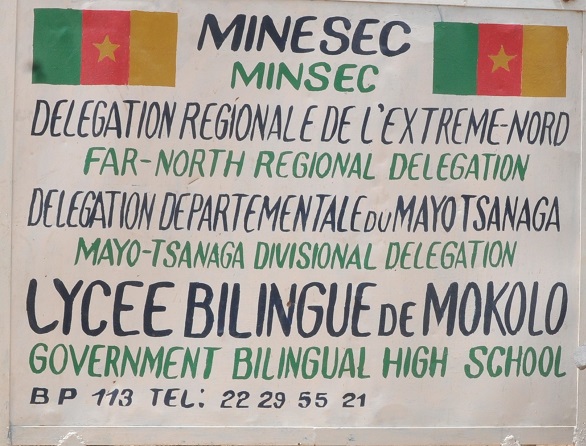 MINESEC
MINSEC
DELEGATION REGIONALE DE L'EXTREME-NORD
FAR-NORTH REGIONAL DELEGATION
DELEGATION DEPARTEMENTALE DU MAYO TSANAGA
MAYO-TSANAGA DIVISIONAL DELEGATION
LYCEE BILINGUE DE MOKOLO
GOVERNMENT BILINGUAL HIGH SCHOOL
BP 113 TEL: 22 29 55 21